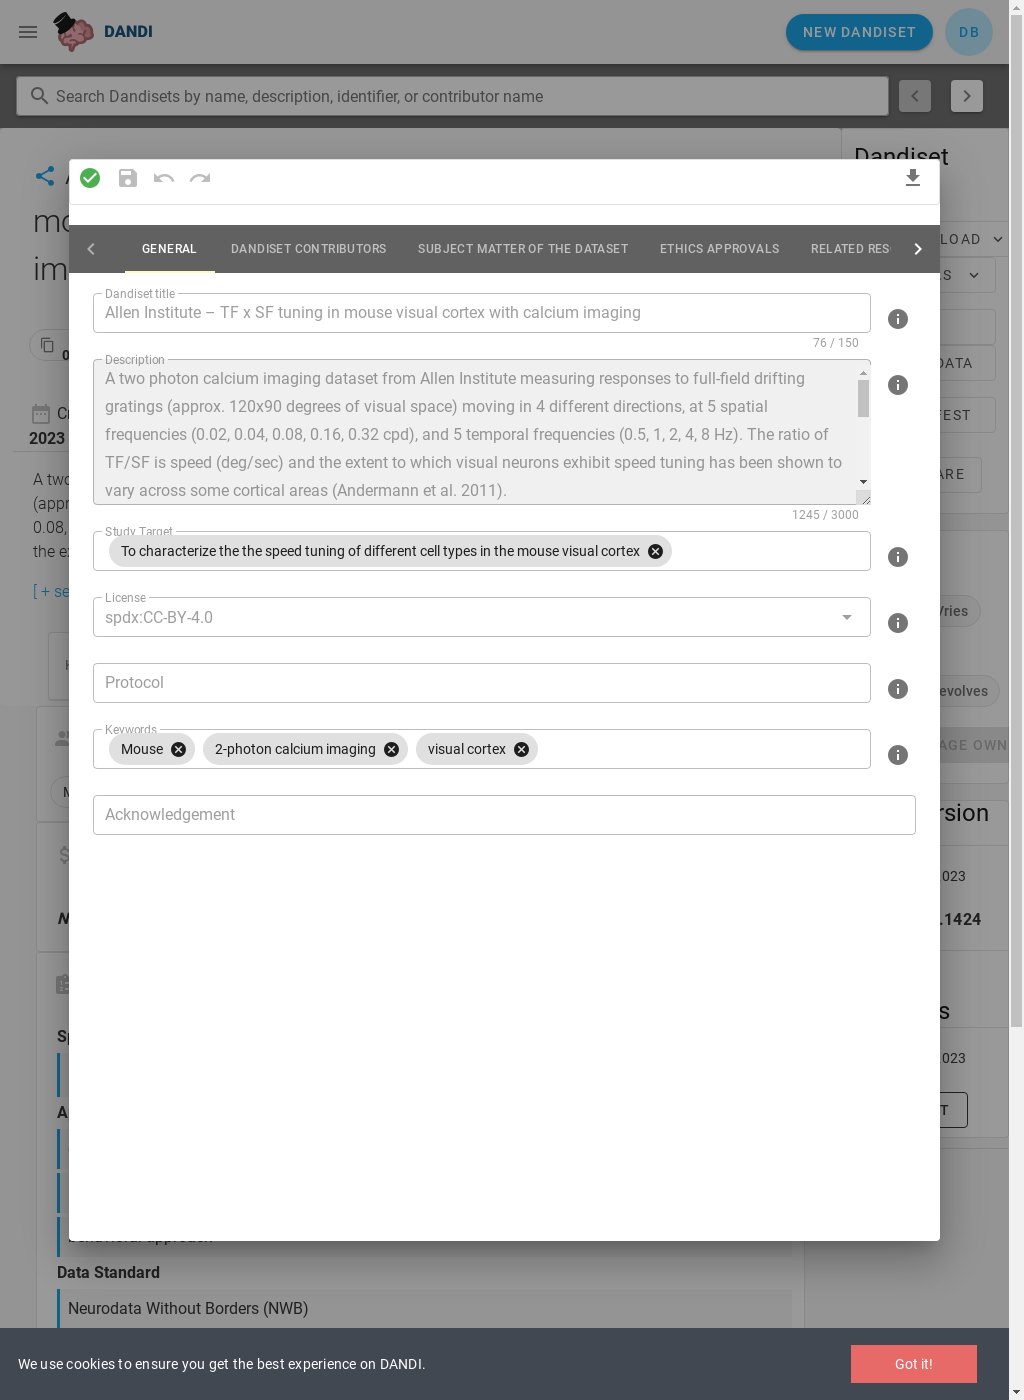 DANDI
NEW DANDISET
DB
Search Dandisets by name, description, identifier, or contributor name
Dandiset
GENERAL
DANDISET CONTRIBUTORS
SUBJECT MATTER OF THE DATASET
ETHICS APPROVALS
RELATED RES
LOAD
Dandiset title
Allen Institute – TF x SF tuning in mouse visual cortex with calcium imaging
76 / 150
Description
A two photon calcium imaging dataset from Allen Institute measuring responses to full-field drifting
gratings (approx. 120x90 degrees of visual space) moving in 4 different directions, at 5 spatial
frequencies (0.02, 0.04, 0.08, 0.16, 0.32 cpd), and 5 temporal frequencies (0.5, 1, 2, 4, 8 Hz). The ratio of
TF/SF is speed (deg/sec) and the extent to which visual neurons exhibit speed tuning has been shown to
vary across some cortical areas (Andermann et al. 2011).
1245 / 3000
DATA
2023
A two
(appr
0.08,
the e
[ + se
Study Target
To characterize the the speed tuning of different cell types in the mouse visual cortex
License
spdx:CC-BY-4.0
Vries
Protocol
evolves
Keywords
Mouse
2-photon calcium imaging
visual cortex
AGE OWN
Acknowledgement
rsion
023
.1424
023
Data Standard
Neurodata Without Borders (NWB)
We use cookies to ensure you get the best experience on DANDI.
Got it!